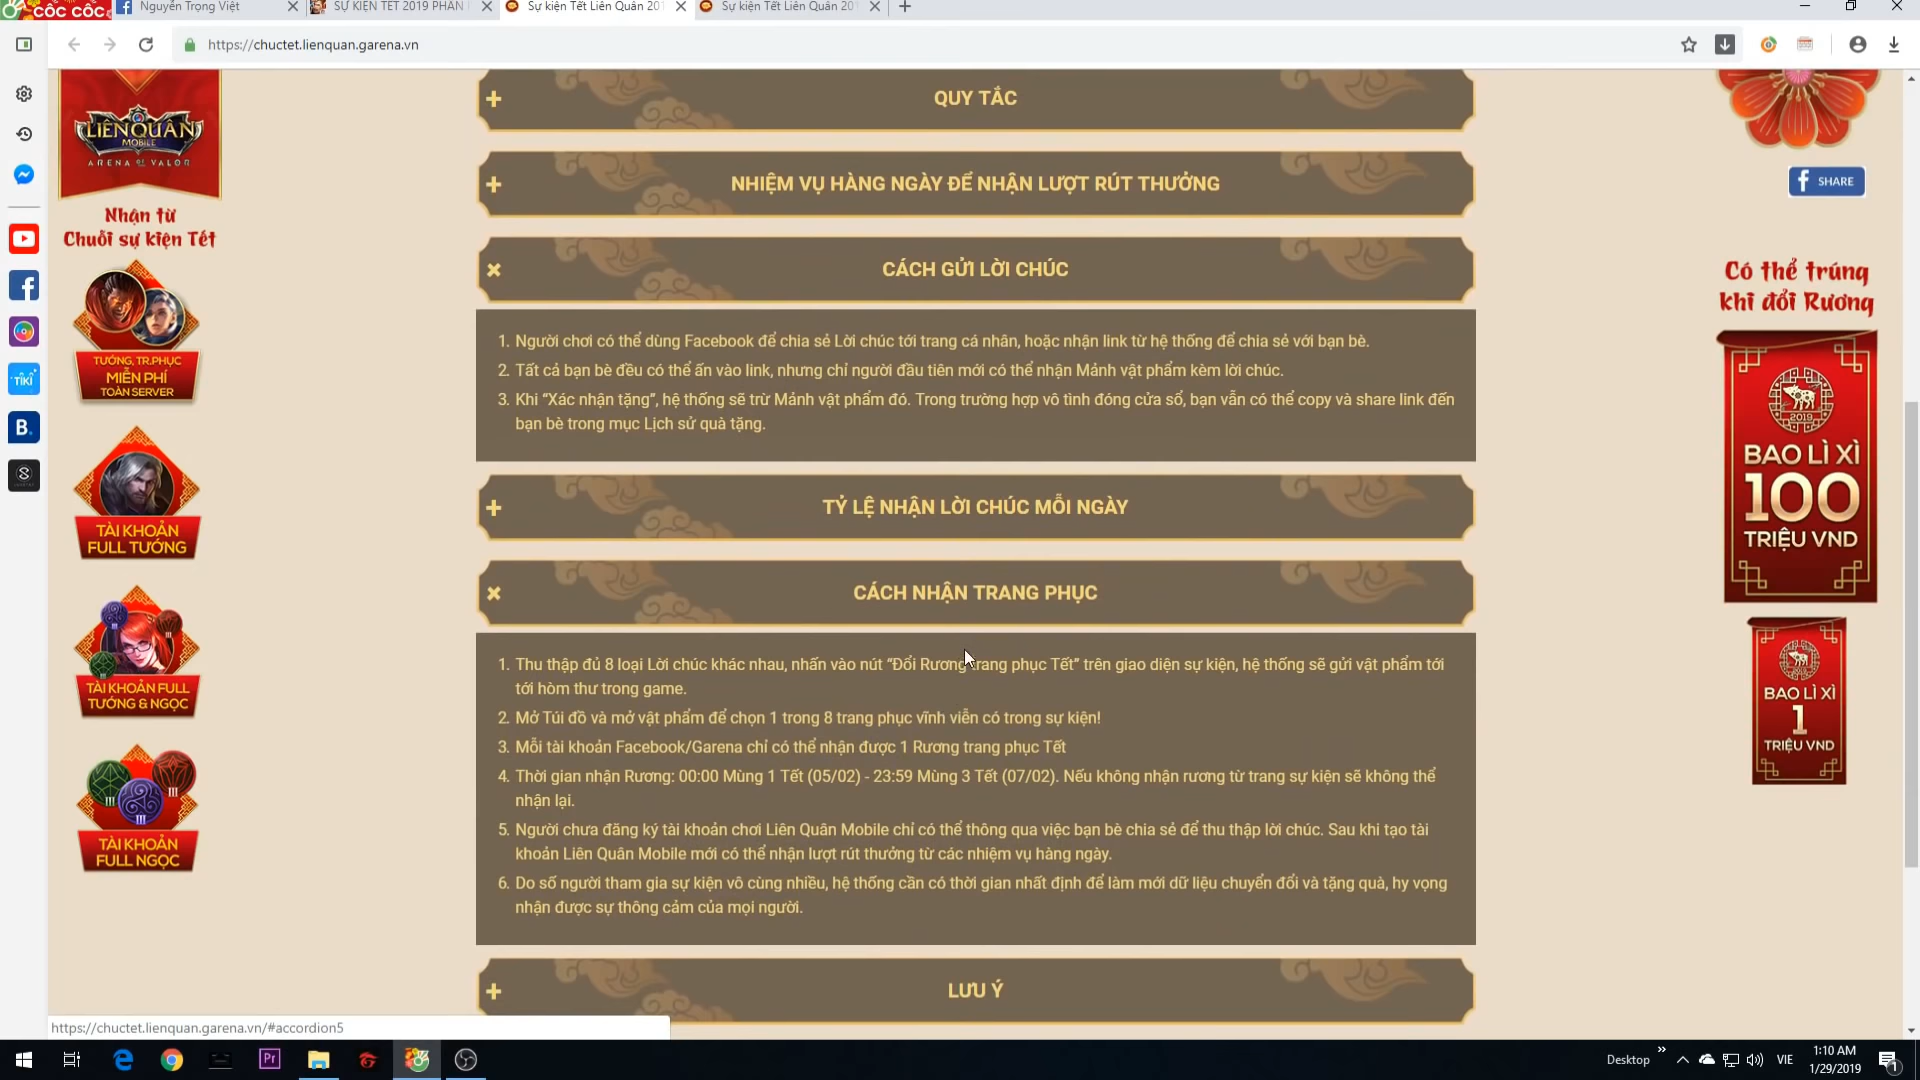 CỐC CỐC
Nguyễn Trọng Việt
SỰ KIỆN TẾT 2019 PHẦN
Sự kiện Tết Liên Quân 201
Sự kiện Tết Liên Quân 201
https://chuctet.lienquan.garena.vn
LIÊN QUÂN
MOBILE
ARENA OF VALOR
Nhận từ
Chuỗi sự kiện Tết
TƯỚNG, TR.PHỤC
MIỄN PHÍ
TOÀN SERVER
TÀI KHOẢN
FULL TƯỚNG
TÀI KHOẢN FULL
TƯỚNG & NGỌC
TÀI KHOẢN
FULL NGỌC
TIKI
B.
QUY TẮC
NHIỆM VỤ HÀNG NGÀY ĐỂ NHẬN LƯỢT RÚT THƯỞNG
CÁCH GỬI LỜI CHÚC
1. Người chơi có thể dùng Facebook để chia sẻ Lời chúc tới trang cá nhân, hoặc nhận link từ hệ thống để chia sẻ với bạn bè.
2. Tất cả bạn bè đều có thể ấn vào link, nhưng chỉ người đầu tiên mới có thể nhận Mảnh vật phẩm kèm lời chúc.
3. Khi “Xác nhận tặng”, hệ thống sẽ trừ Mảnh vật phẩm đó. Trong trường hợp vô tình đóng cửa sổ, bạn vẫn có thể copy và share link đến
bạn bè trong mục Lịch sử quà tặng.
TỶ LỆ NHẬN LỜI CHÚC MỖI NGÀY
CÁCH NHẬN TRANG PHỤC
1. Thu thập đủ 8 loại Lời chúc khác nhau, nhấn vào nút “Đổi Rương trang phục Tết” trên giao diện sự kiện, hệ thống sẽ gửi vật phẩm tới
tới hòm thư trong game.
2. Mở Túi đồ và mở vật phẩm để chọn 1 trong 8 trang phục vĩnh viễn có trong sự kiện!
3. Mỗi tài khoản Facebook/Garena chỉ có thể nhận được 1 Rương trang phục Tết
4. Thời gian nhận Rương: 00:00 Mùng 1 Tết (05/02) - 23:59 Mùng 3 Tết (07/02). Nếu không nhận rương từ trang sự kiện sẽ không thể
nhận lại.
5. Người chưa đăng ký tài khoản chơi Liên Quân Mobile chỉ có thể thông qua việc bạn bè chia sẻ để thu thập lời chúc. Sau khi tạo tài
khoản Liên Quân Mobile mới có thể nhận lượt rút thưởng từ các nhiệm vụ hàng ngày.
6. Do số người tham gia sự kiện vô cùng nhiều, hệ thống cần có thời gian nhất định để làm mới dữ liệu chuyển đổi và tặng quà, hy vọng
nhận được sự thông cảm của mọi người.
LƯU Ý
SHARE
Có thể trúng
khi đổi Rương
2019
BAO LÌ XÌ
100
TRIỆU VND
2019
BAO LÌ XÌ
1
TRIỆU VND
https://chuctet.lienquan.garena.vn/#accordion5
Pr
Desktop
VIE
1:10 AM
1/29/2019
1